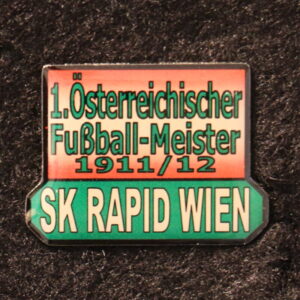 1.Österreichischer
Fußball-Meister
1911/12
SK RAPID WIEN